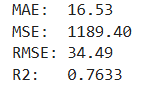 MAE: 16.53
MSE: 1189.40
RMSE: 34.49
R2: 0.7633